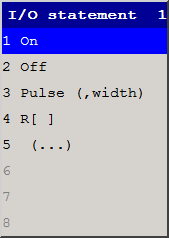 I/O statement 1
1 On
2 Off
3 Pulse (,width)
4 R[ ]
5 (...)
6
7
8